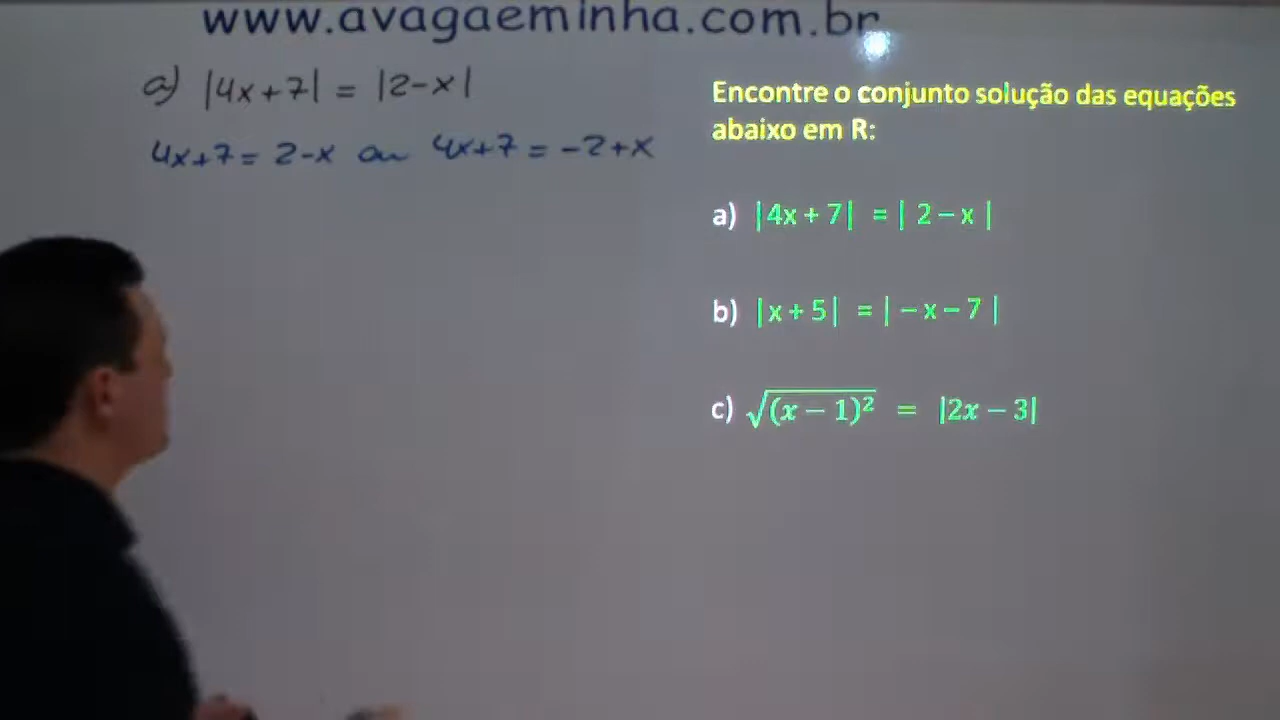 www.avagaeminha.com.br
a) |4x+7| = |2-x|
4x+7 = 2-x ou 4x+7 = -2+x
Encontre o conjunto solução das equações
abaixo em R:
a) |4x + 7| = | 2 – x |
b) |x + 5| = | – x – 7 |
c) √(x − 1)² = |2x − 3|